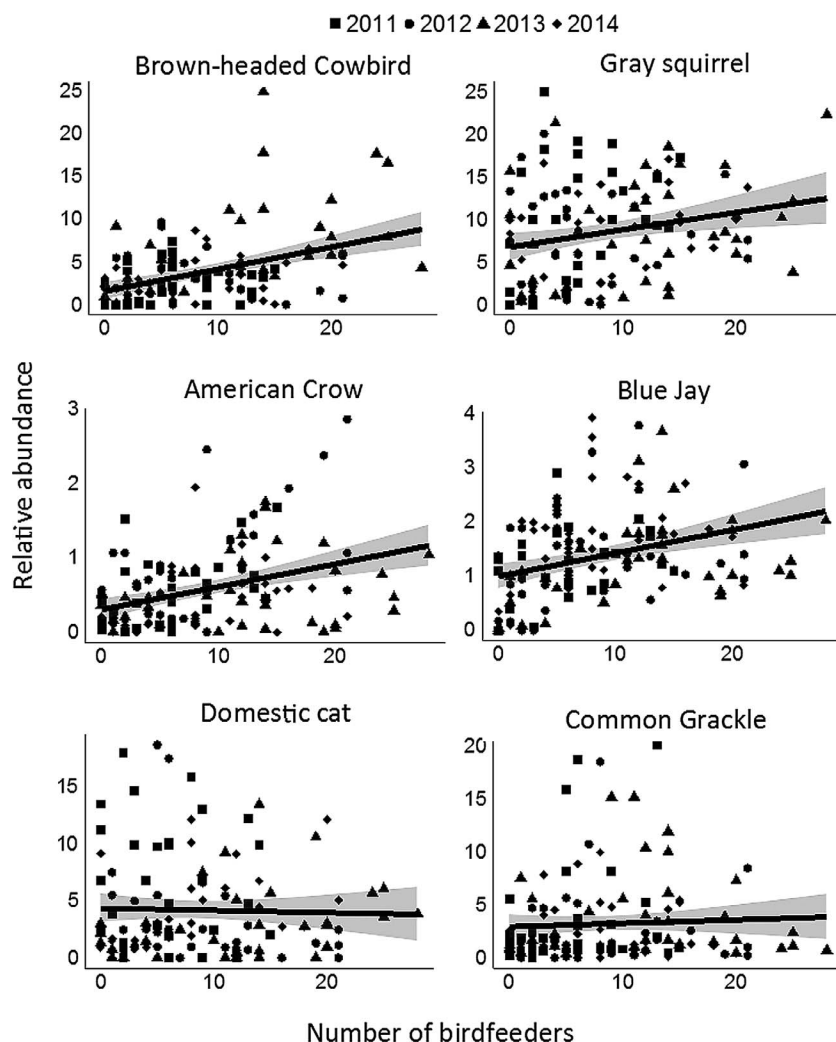 2011 2012 2013 2014
Brown-headed Cowbird
Gray squirrel
25
20
15
10
5
0
0 10 20
25
20
15
10
5
0
0 10 20
Relative abundance
American Crow
Blue Jay
3
2
1
0
0 10 20
4
3
2
1
0
0 10 20
Domestic cat
Common Grackle
15
10
5
0
0 10 20
20
15
10
5
0
0 10 20
Number of birdfeeders